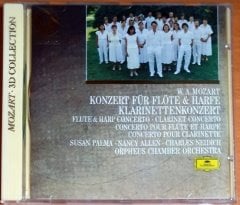 MOZART · 3D COLLECTION
W. A. MOZART
KONZERT FÜR FLÖTE & HARFE
KLARINETTENKONZERT
FLUTE & HARP CONCERTO · CLARINET CONCERTO
CONCERTO POUR FLÛTE ET HARPE
CONCERTO POUR CLARINETTE
SUSAN PALMA · NANCY ALLEN · CHARLES NEIDICH
ORPHEUS CHAMBER ORCHESTRA